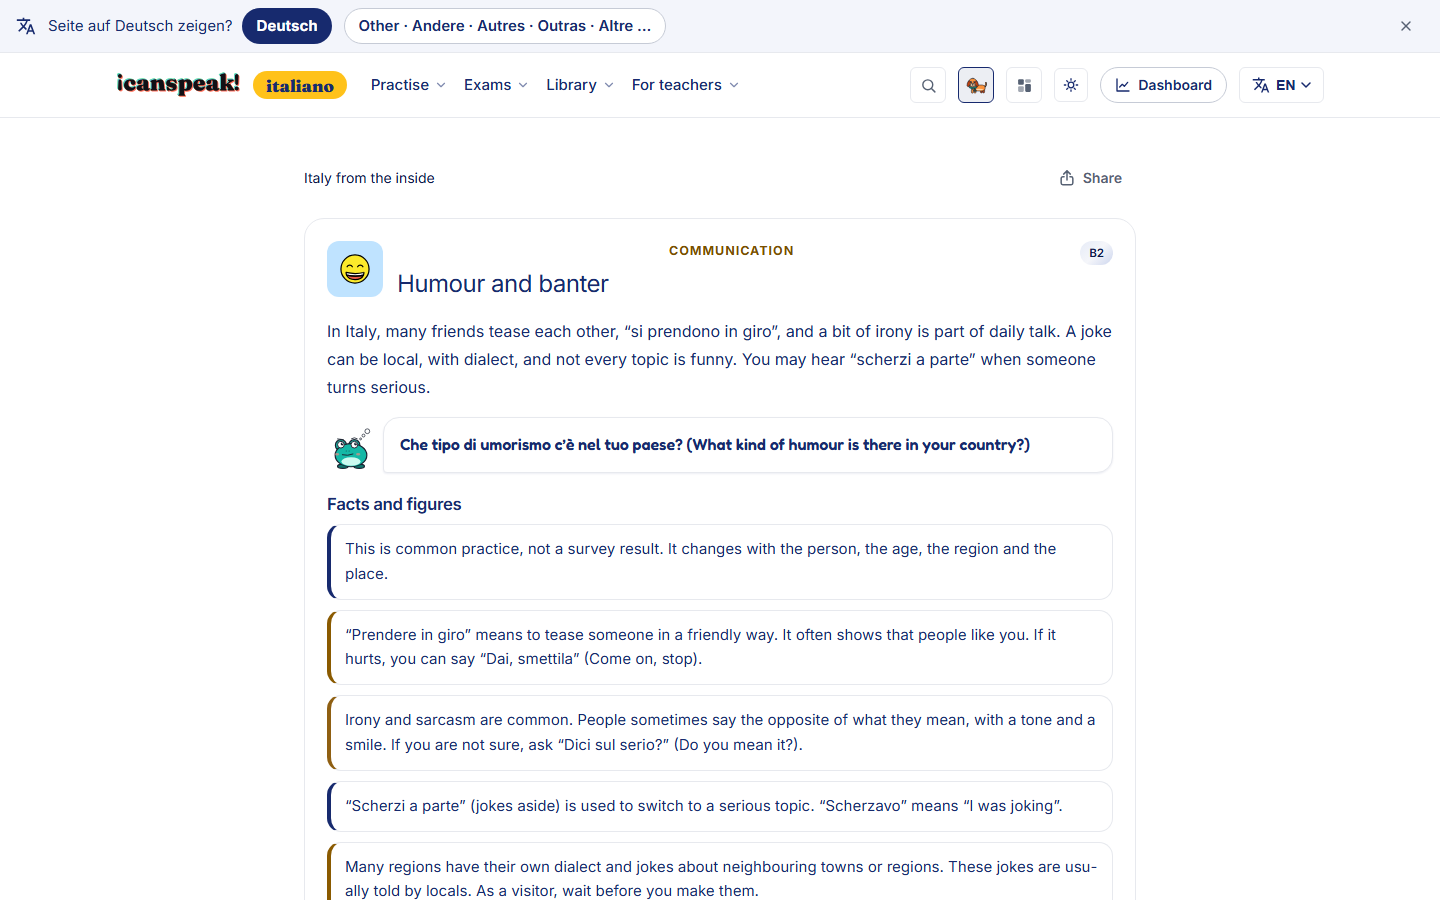 Seite auf Deutsch zeigen?
Deutsch
Other · Andere · Autres · Outras · Altre ...
icanspeak!
italiano
Practise
Exams
Library
For teachers
Dashboard
EN
Italy from the inside
Share
COMMUNICATION
B2
Humour and banter
In Italy, many friends tease each other, “si prendono in giro”, and a bit of irony is part of daily talk. A joke
can be local, with dialect, and not every topic is funny. You may hear “scherzi a parte” when someone
turns serious.
Che tipo di umorismo c’è nel tuo paese? (What kind of humour is there in your country?)
Facts and figures
This is common practice, not a survey result. It changes with the person, the age, the region and the
place.
“Prendere in giro” means to tease someone in a friendly way. It often shows that people like you. If it
hurts, you can say “Dai, smettila” (Come on, stop).
Irony and sarcasm are common. People sometimes say the opposite of what they mean, with a tone and a
smile. If you are not sure, ask “Dici sul serio?” (Do you mean it?).
“Scherzi a parte” (jokes aside) is used to switch to a serious topic. “Scherzavo” means “I was joking”.
Many regions have their own dialect and jokes about neighbouring towns or regions. These jokes are usu-
ally told by locals. As a visitor, wait before you make them.